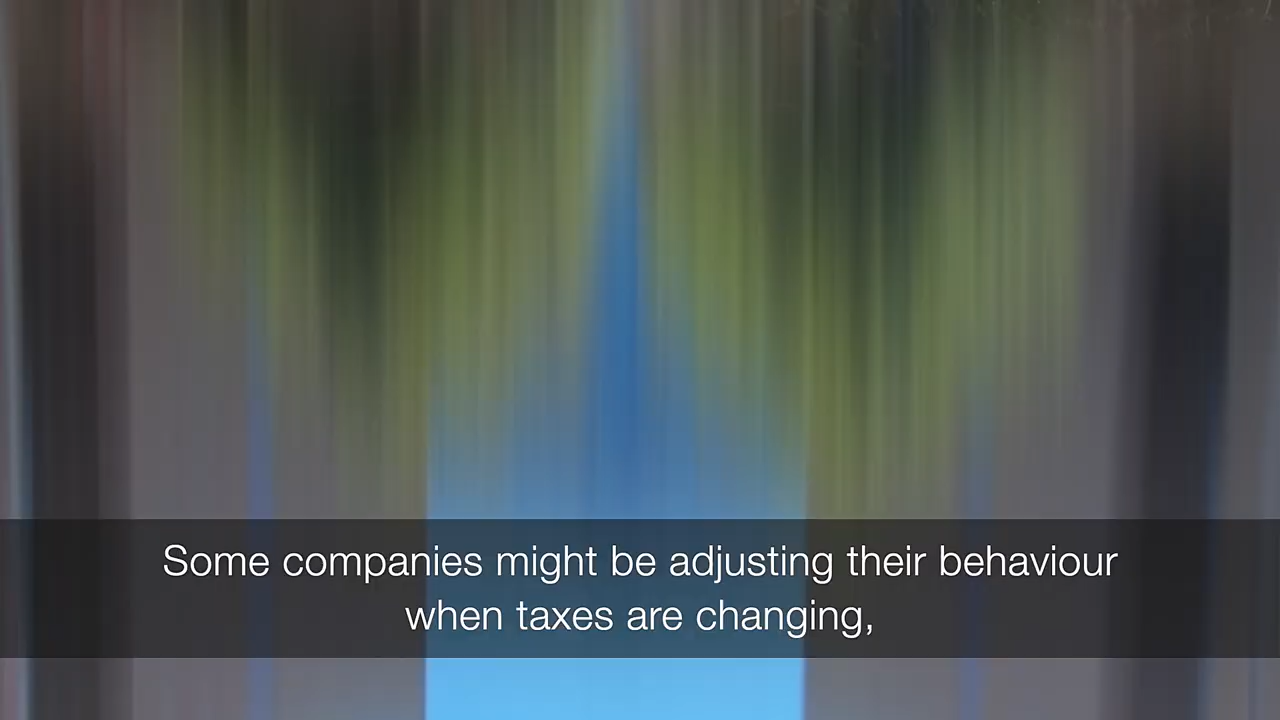 Some companies might be adjusting their behaviour
when taxes are changing,